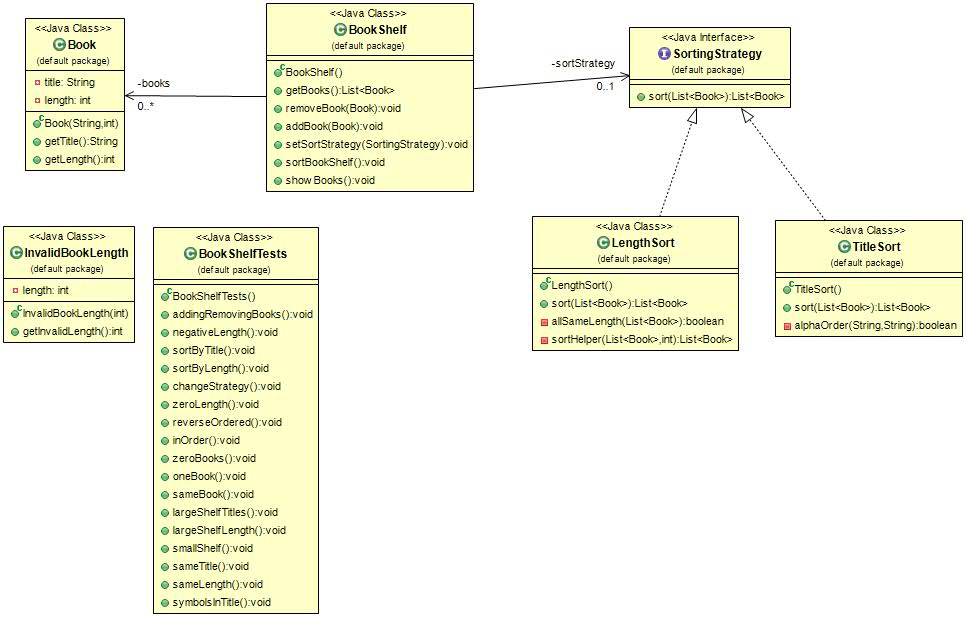 <<Java Class>>
Book
(default package)
title: String
length: int
Book(String,int)
getTitle():String
getLength():int
-books
0..*
<<Java Class>>
BookShelf
(default package)
BookShelf()
getBooks():List<Book>
removeBook(Book):void
addBook(Book):void
setSortStrategy(SortingStrategy):void
sortBookShelf():void
showBooks():void
-sortStrategy
0..1
<<Java Interface>>
SortingStrategy
(default package)
sort(List<Book>):List<Book>
<<Java Class>>
InvalidBookLength
(default package)
length: int
InvalidBookLength(int)
getInvalidLength():int
<<Java Class>>
BookShelfTests
(default package)
BookShelfTests()
addingRemovingBooks():void
negativeLength():void
sortByTitle():void
sortByLength():void
changeStrategy():void
zeroLength():void
reverseOrdered():void
inOrder():void
zeroBooks():void
oneBook():void
sameBook():void
largeShelfTitles():void
largeShelfLength():void
smallShelf():void
sameTitle():void
sameLength():void
symbolsInTitle():void
<<Java Class>>
LengthSort
(default package)
LengthSort()
sort(List<Book>):List<Book>
allSameLength(List<Book>):boolean
sortHelper(List<Book>,int):List<Book>
<<Java Class>>
TitleSort
(default package)
TitleSort()
sort(List<Book>):List<Book>
alphaOrder(String,String):boolean